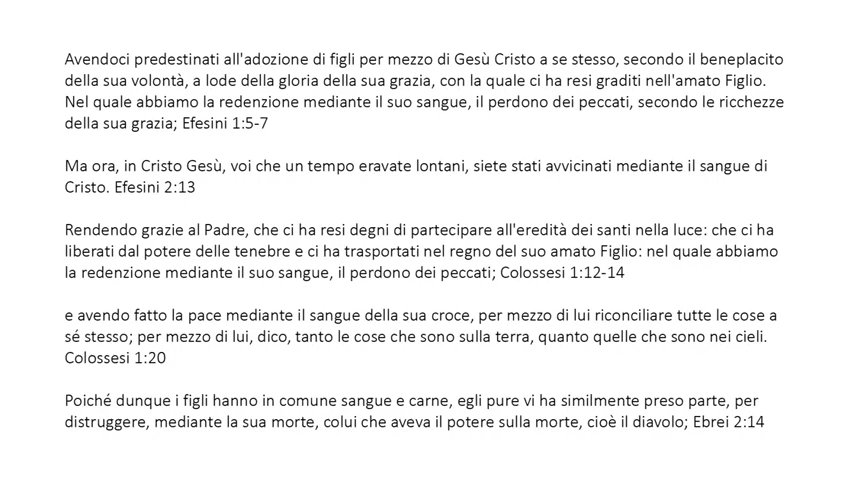 Avendoci predestinati all'adozione di figli per mezzo di Gesù Cristo a se stesso, secondo il beneplacito
della sua volontà, a lode della gloria della sua grazia, con la quale ci ha resi graditi nell'amato Figlio.
Nel quale abbiamo la redenzione mediante il suo sangue, il perdono dei peccati, secondo le ricchezze
della sua grazia; Efesini 1:5-7
Ma ora, in Cristo Gesù, voi che un tempo eravate lontani, siete stati avvicinati mediante il sangue di
Cristo. Efesini 2:13
Rendendo grazie al Padre, che ci ha resi degni di partecipare all'eredità dei santi nella luce: che ci ha
liberati dal potere delle tenebre e ci ha trasportati nel regno del suo amato Figlio: nel quale abbiamo
la redenzione mediante il suo sangue, il perdono dei peccati; Colossesi 1:12-14
e avendo fatto la pace mediante il sangue della sua croce, per mezzo di lui riconciliare tutte le cose a
sé stesso; per mezzo di lui, dico, tanto le cose che sono sulla terra, quanto quelle che sono nei cieli.
Colossesi 1:20
Poiché dunque i figli hanno in comune sangue e carne, egli pure vi ha similmente preso parte, per
distruggere, mediante la sua morte, colui che aveva il potere sulla morte, cioè il diavolo; Ebrei 2:14